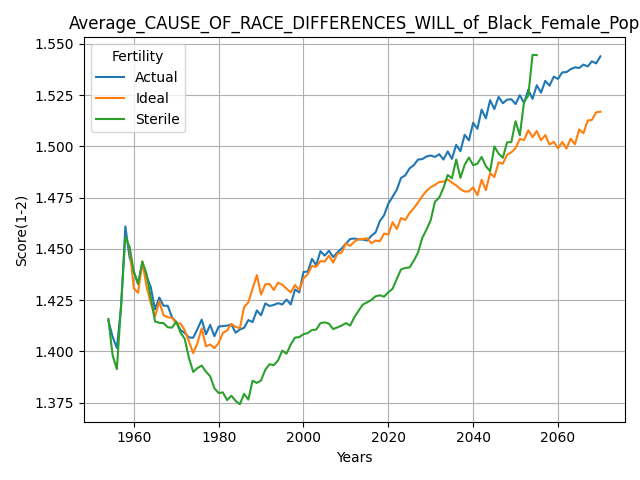 Average_CAUSE_OF_RACE_DIFFERENCES_WILL_of_Black_Female_Pop
Fertility
Actual
Ideal
Sterile
1.550
1.525
1.500
1.475
1.450
1.425
1.400
1.375
Score(1-2)
1960
1980
2000
2020
2040
2060
Years